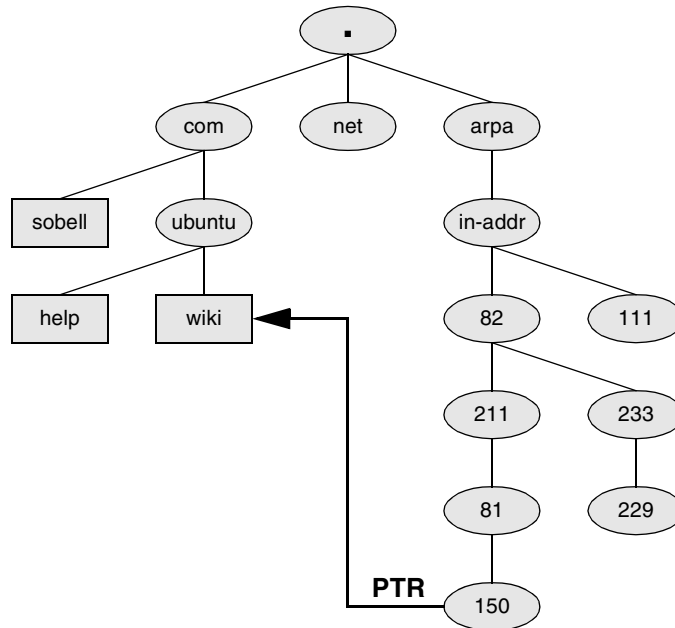 .
com net arpa
sobell ubuntu in-addr
help wiki 82 111
211 233
81 229
PTR 150